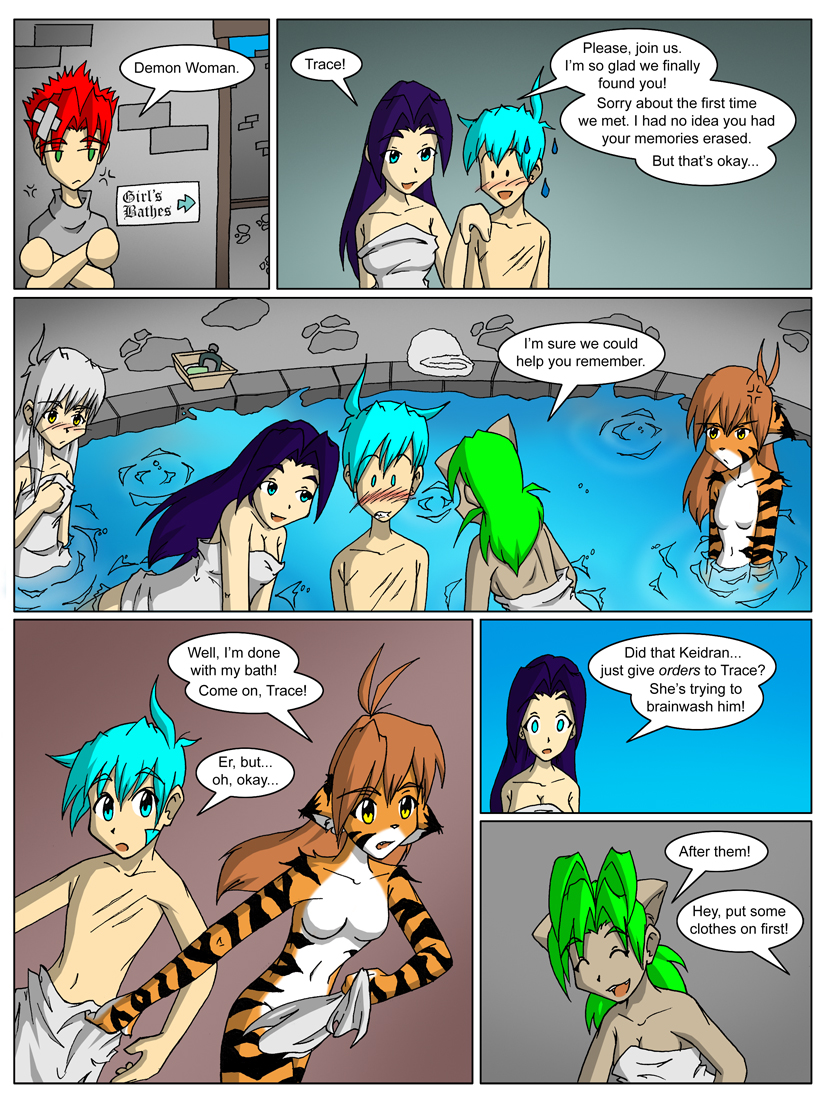 Demon Woman.
Girl's
Bathes
Trace!
Please, join us.
I'm so glad we finally
found you!
Sorry about the first time
we met. I had no idea you had
your memories erased.
But that's okay...
I'm sure we could
help you remember.
Well, I'm done
with my bath!
Come on, Trace!
Er, but...
oh, okay...
Did that Keidran...
just give orders to Trace?
She's trying to
brainwash him!
After them!
Hey, put some
clothes on first!